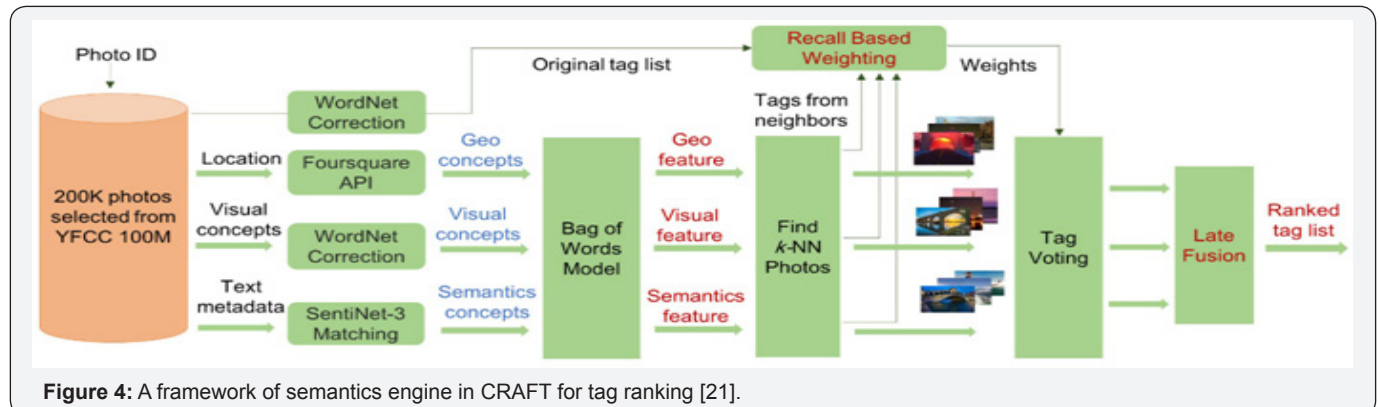 Photo ID
200K photos
selected from
YFCC 100M
WordNet
Correction
Original tag list
Recall Based
Weighting
Weights
Location
Foursquare
API
Geo
concepts
Visual
concepts
WordNet
Correction
Visual
concepts
Text
metadata
SentiNet-3
Matching
Semantics
concepts
Bag of
Words
Model
Geo
feature
Visual
feature
Semantics
feature
Tags from
neighbors
Find
k-NN
Photos
Tag
Voting
Late
Fusion
Ranked
tag list
Figure 4: A framework of semantics engine in CRAFT for tag ranking [21].